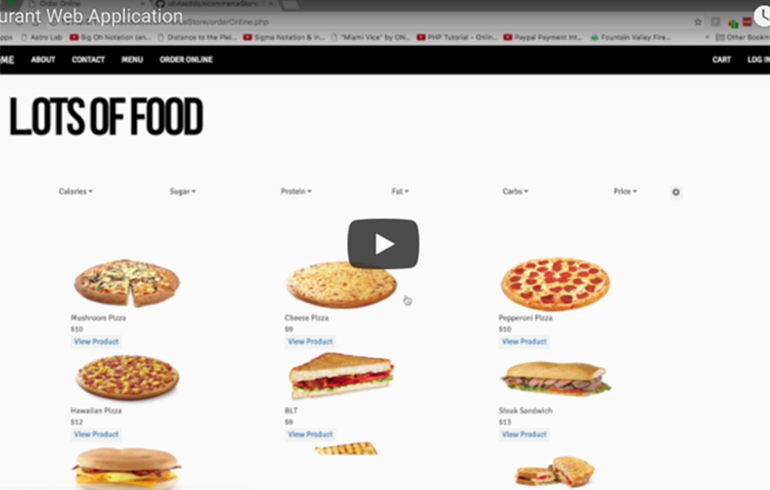 urant Web Application
Order Online
Store/orderOnline.php
Apps Astro Lab Big Oh Notation (an... Distance to the Plei... Sigma Notation & In... "Miami Vice" by ON... PHP Tutorial - Onlin... Paypal Payment Int... Fountain Valley Fire... » Other Bookm
ME ABOUT CONTACT MENU ORDER ONLINE CART LOG IN
LOTS OF FOOD
Calories Sugar Protein Fat Carbs Price
Mushroom Pizza Cheese Pizza Pepperoni Pizza
$10 $9 $10
View Product View Product View Product
Hawaiian Pizza BLT Steak Sandwich
$12 $9 $13
View Product View Product View Product